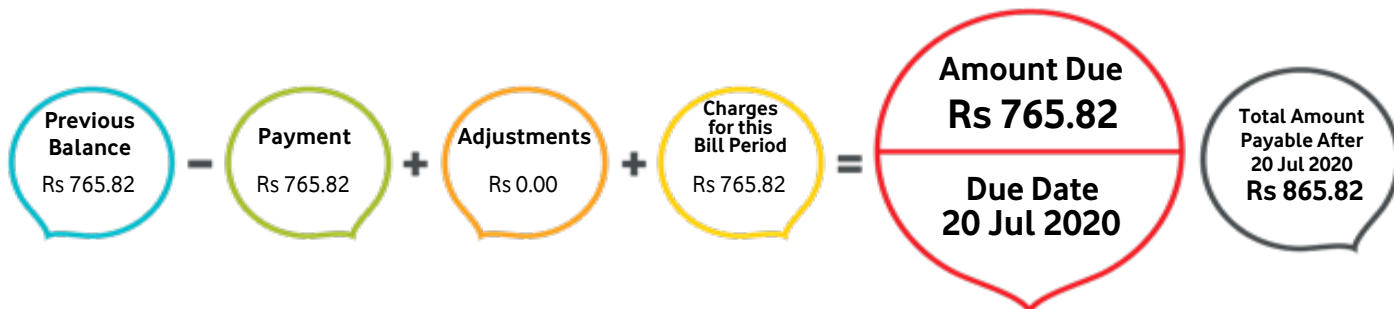 Previous
Balance
Rs 765.82
-
Payment
Rs 765.82
+
Adjustments
Rs 0.00
+
Charges
for this
Bill Period
Rs 765.82
=
Amount Due
Rs 765.82
Due Date
20 Jul 2020
Total Amount
Payable After
20 Jul 2020
Rs 865.82